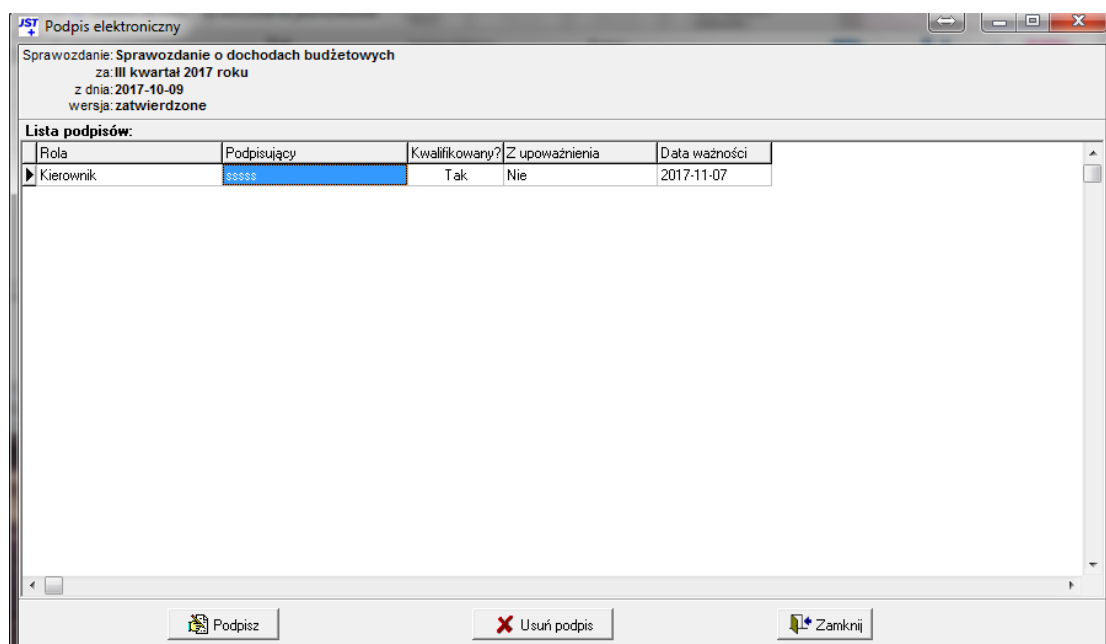 JST+ Podpis elektroniczny
Sprawozdanie: Sprawozdanie o dochodach budżetowych
za: III kwartał 2017 roku
z dnia: 2017-10-09
wersja: zatwierdzone
Lista podpisów:
Rola Podpisujący Kwalifikowany? Z upoważnienia Data ważności
Kierownik sssss Tak Nie 2017-11-07
Podpisz Usuń podpis Zamknij